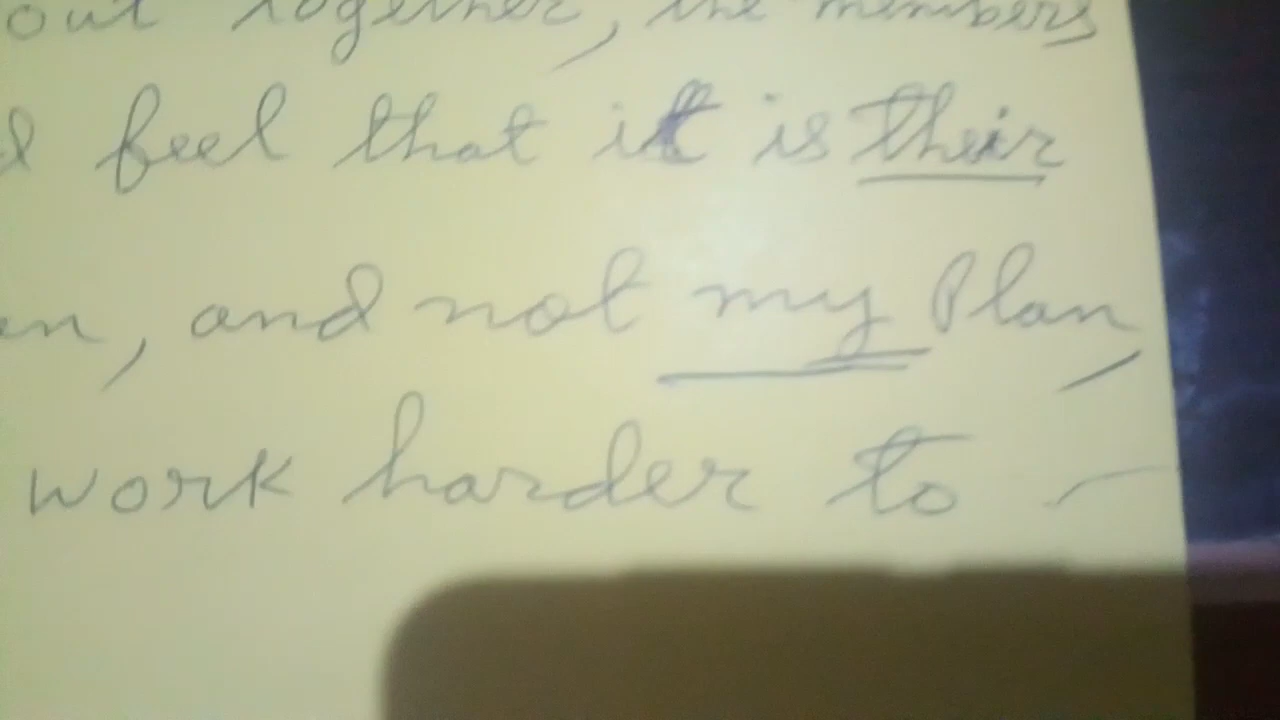 out together, the members
feel that it is their
, and not my Plan,
work harder to